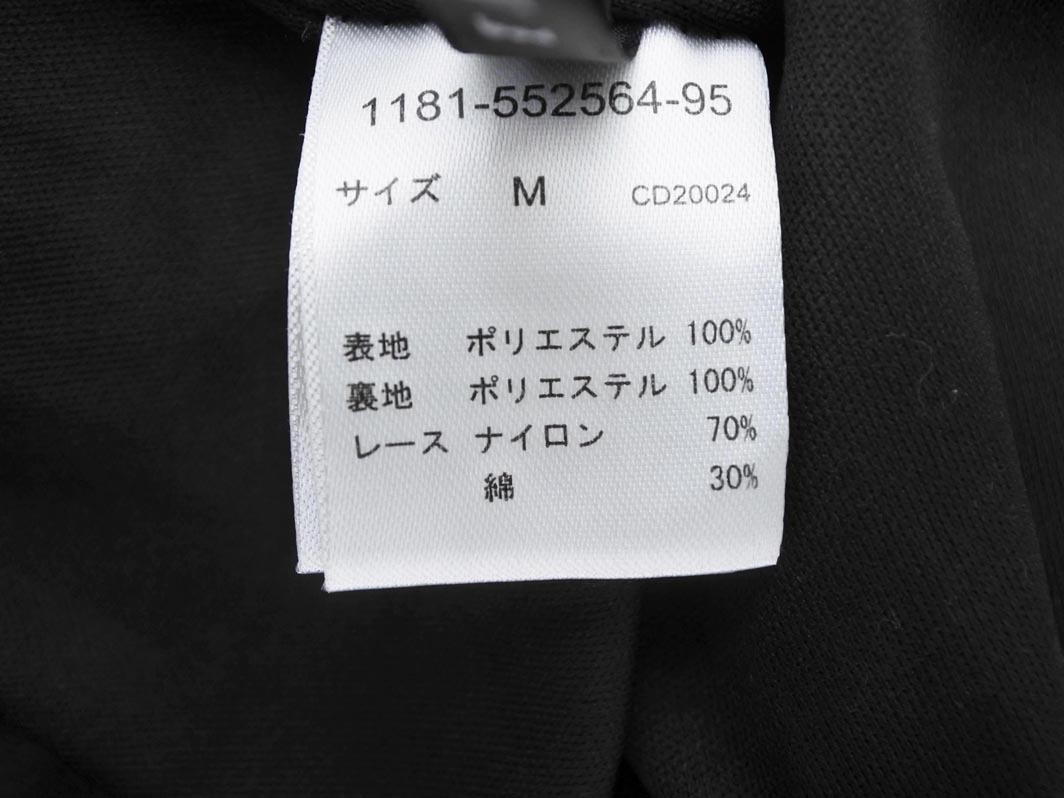 1181-552564-95
サイズ M CD20024
表地 ポリエステル 100%
裏地 ポリエステル 100%
レース ナイロン 70%
綿 30%